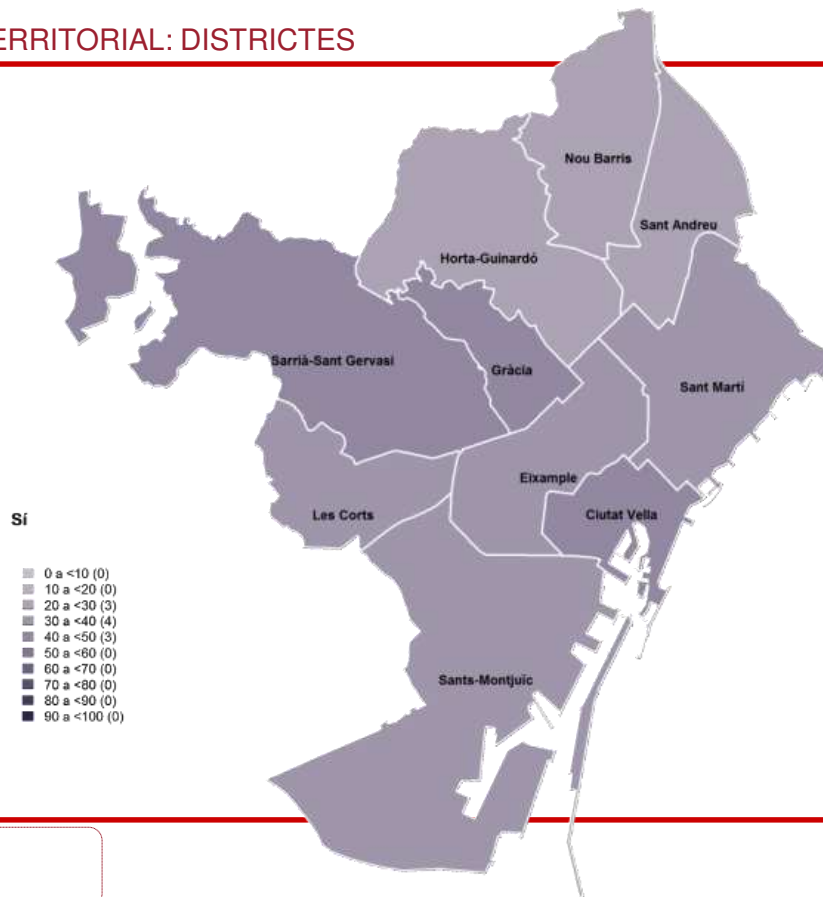 ERRITORIAL: DISTRICTES
Nou Barris
Sant Andreu
Horta-Guinardó
Sarrià-Sant Gervasi
Gràcia
Sant Martí
Eixample
Les Corts
Ciutat Vella
Sí
0 a <10 (0)
10 a <20 (0)
20 a <30 (3)
30 a <40 (4)
40 a <50 (3)
50 a <60 (0)
60 a <70 (0)
70 a <80 (0)
80 a <90 (0)
90 a <100 (0)
Sants-Montjuïc